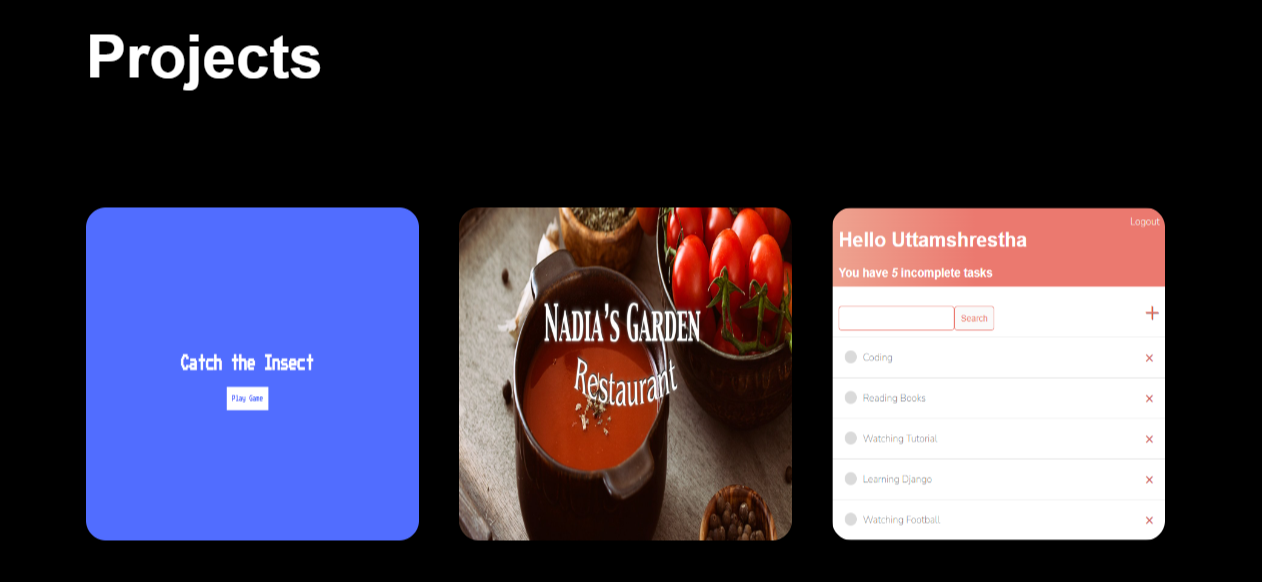 Projects
Catch the Insect
Play Game
NADIA'S GARDEN
Restaurant
Logout
Hello Uttamshrestha
You have 5 incomplete tasks
Search
+
Coding ×
Reading Books ×
Watching Tutorial ×
Learning Django ×
Watching Football ×